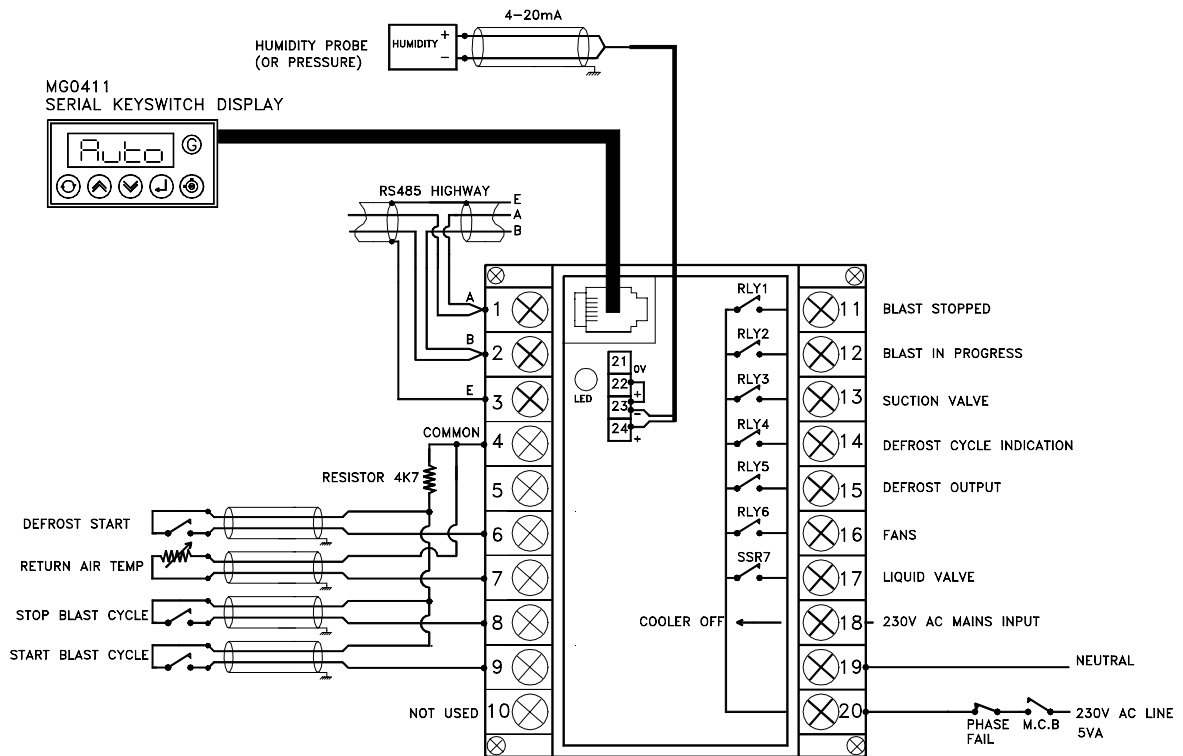 4-20mA
HUMIDITY PROBE
(OR PRESSURE)
HUMIDITY + -
MG0411
SERIAL KEYSWITCH DISPLAY
Auto
G
RS485 HIGHWAY
E
A
B
A
1
B
2
E
3
COMMON
4
RESISTOR 4K7
5
DEFROST START
6
RETURN AIR TEMP
7
STOP BLAST CYCLE
8
START BLAST CYCLE
9
NOT USED
10
LED
21
0V
22
+
23
-
24
+
RLY1
RLY2
RLY3
RLY4
RLY5
RLY6
SSR7
COOLER OFF
11 BLAST STOPPED
12 BLAST IN PROGRESS
13 SUCTION VALVE
14 DEFROST CYCLE INDICATION
15 DEFROST OUTPUT
16 FANS
17 LIQUID VALVE
18 230V AC MAINS INPUT
19 NEUTRAL
20
PHASE
FAIL
M.C.B
230V AC LINE
5VA